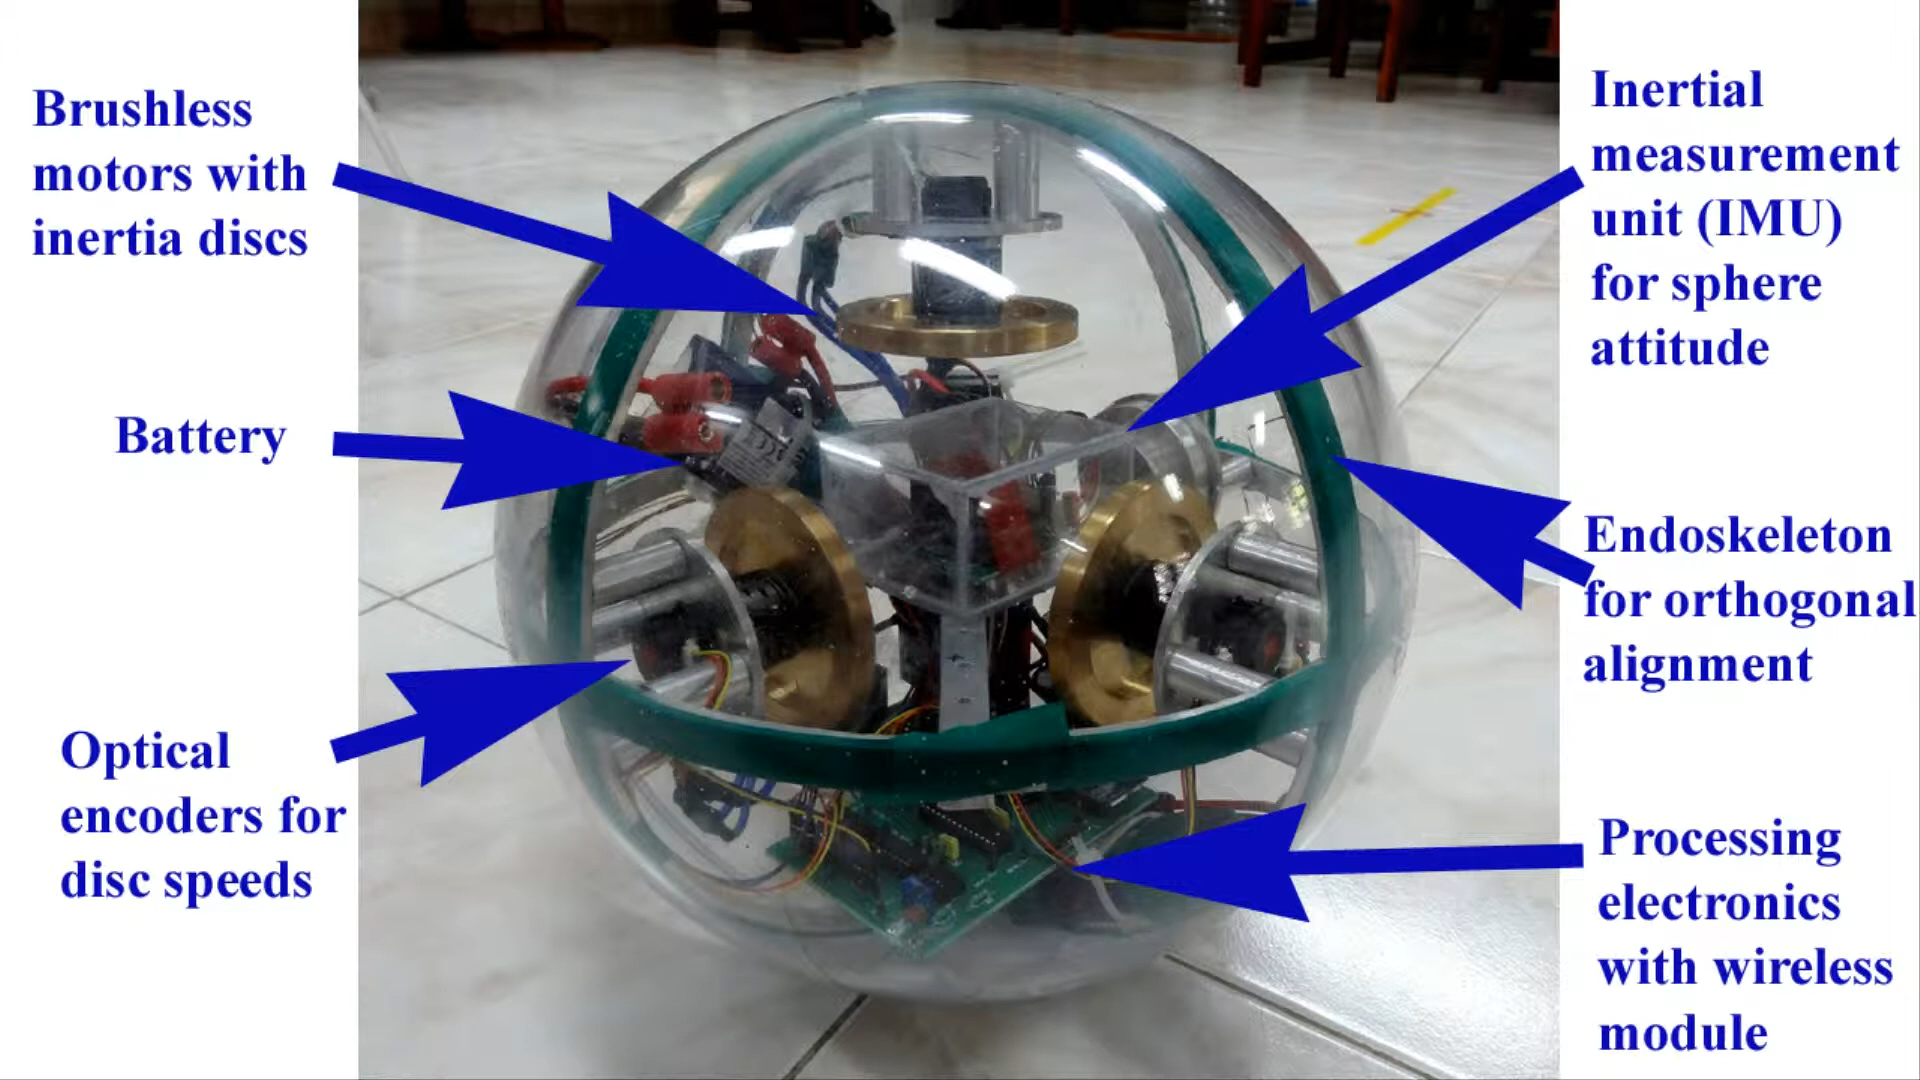 Brushless
motors with
inertia discs
Battery
Optical
encoders for
disc speeds
Inertial
measurement
unit (IMU)
for sphere
attitude
Endoskeleton
for orthogonal
alignment
Processing
electronics
with wireless
module